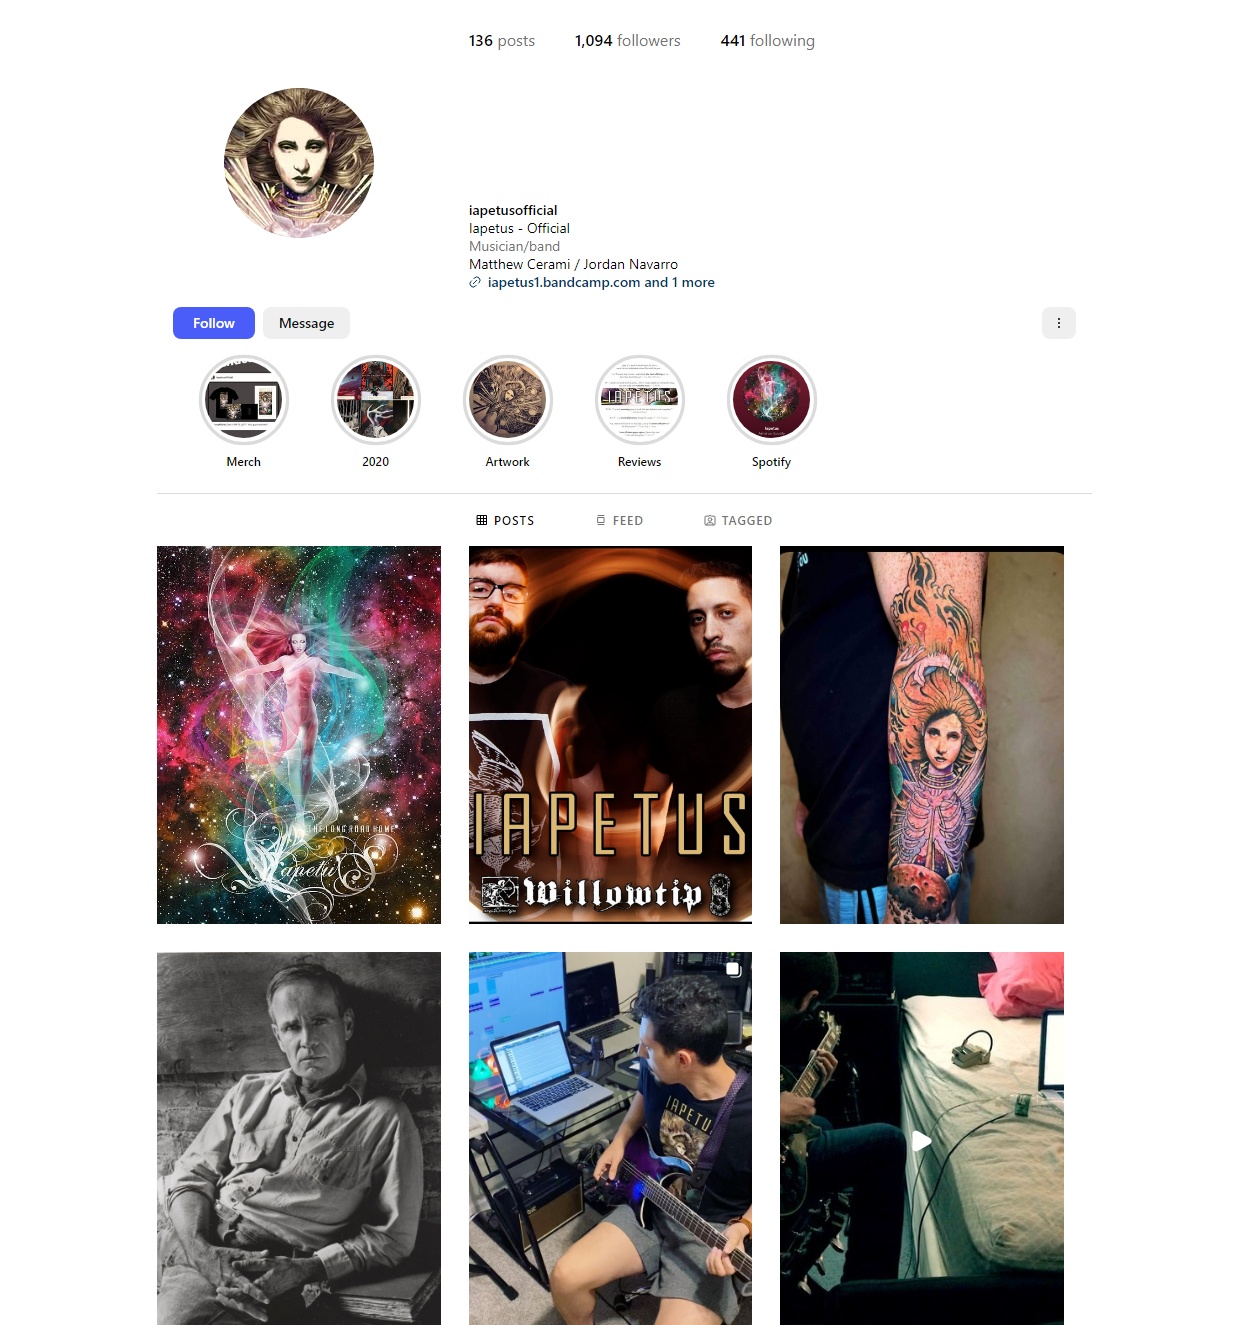 136 posts 1,094 followers 441 following
iapetusofficial
Iapetus - Official
Musician/band
Matthew Cerami / Jordan Navarro
iapetus1.bandcamp.com and 1 more
Follow Message
IAPETUS
Iapetus
Merch 2020 Artwork Reviews Spotify
POSTS FEED TAGGED
THE LONG ROAD HOME
Iapetus
IAPETUS
Willowtip
IAPETU